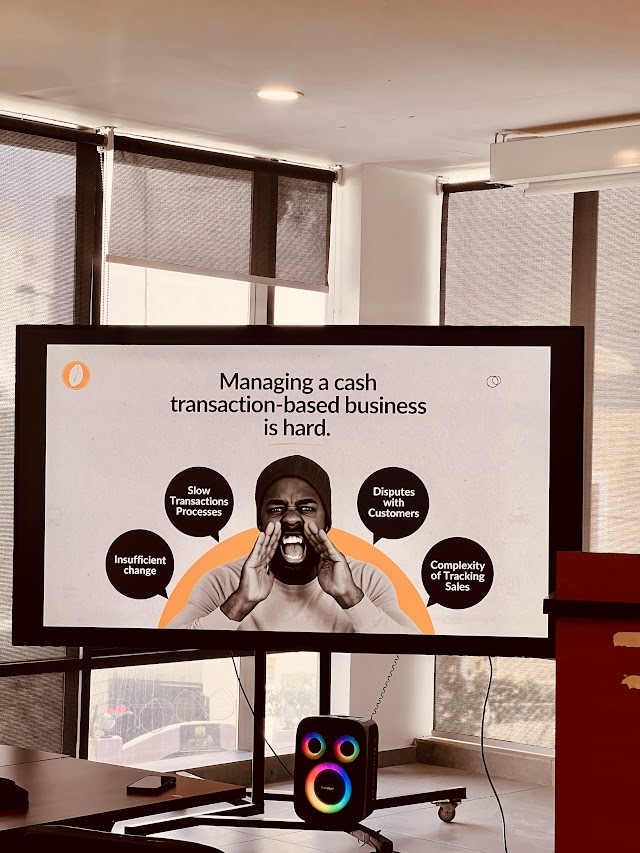 Managing a cash
transaction-based business
is hard.
Slow
Transactions
Processes
Disputes
with
Customers
Insufficient
change
Complexity
of Tracking
Sales